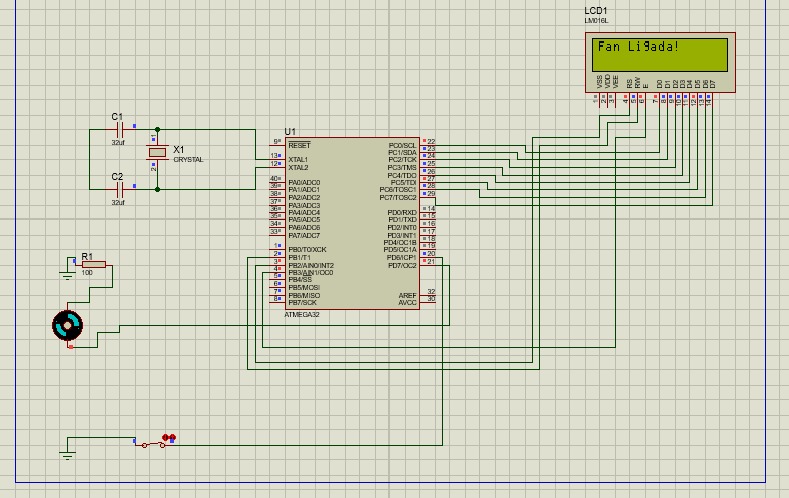 LCD1
LM016L
Fan Ligada!
VSS
VDD
VEE
RS
RW
E
D0
D1
D2
D3
D4
D5
D6
D7
1
2
3
4
5
6
7
8
9
10
11
12
13
14
C1
32uf
X1
CRYSTAL
1
2
C2
32uf
U1
9 RESET
13 XTAL1
12 XTAL2
40 PA0/ADC0
39 PA1/ADC1
38 PA2/ADC2
37 PA3/ADC3
36 PA4/ADC4
35 PA5/ADC5
34 PA6/ADC6
33 PA7/ADC7
1 PB0/T0/XCK
2 PB1/T1
3 PB2/AIN0/INT2
4 PB3/AIN1/OC0
5 PB4/SS
6 PB5/MOSI
7 PB6/MISO
8 PB7/SCK
PC0/SCL 22
PC1/SDA 23
PC2/TCK 24
PC3/TMS 25
PC4/TDO 26
PC5/TDI 27
PC6/TOSC1 28
PC7/TOSC2 29
PD0/RXD 14
PD1/TXD 15
PD2/INT0 16
PD3/INT1 17
PD4/OC1B 18
PD5/OC1A 19
PD6/ICP1 20
PD7/OC2 21
AREF 32
AVCC 30
ATMEGA32
R1
100